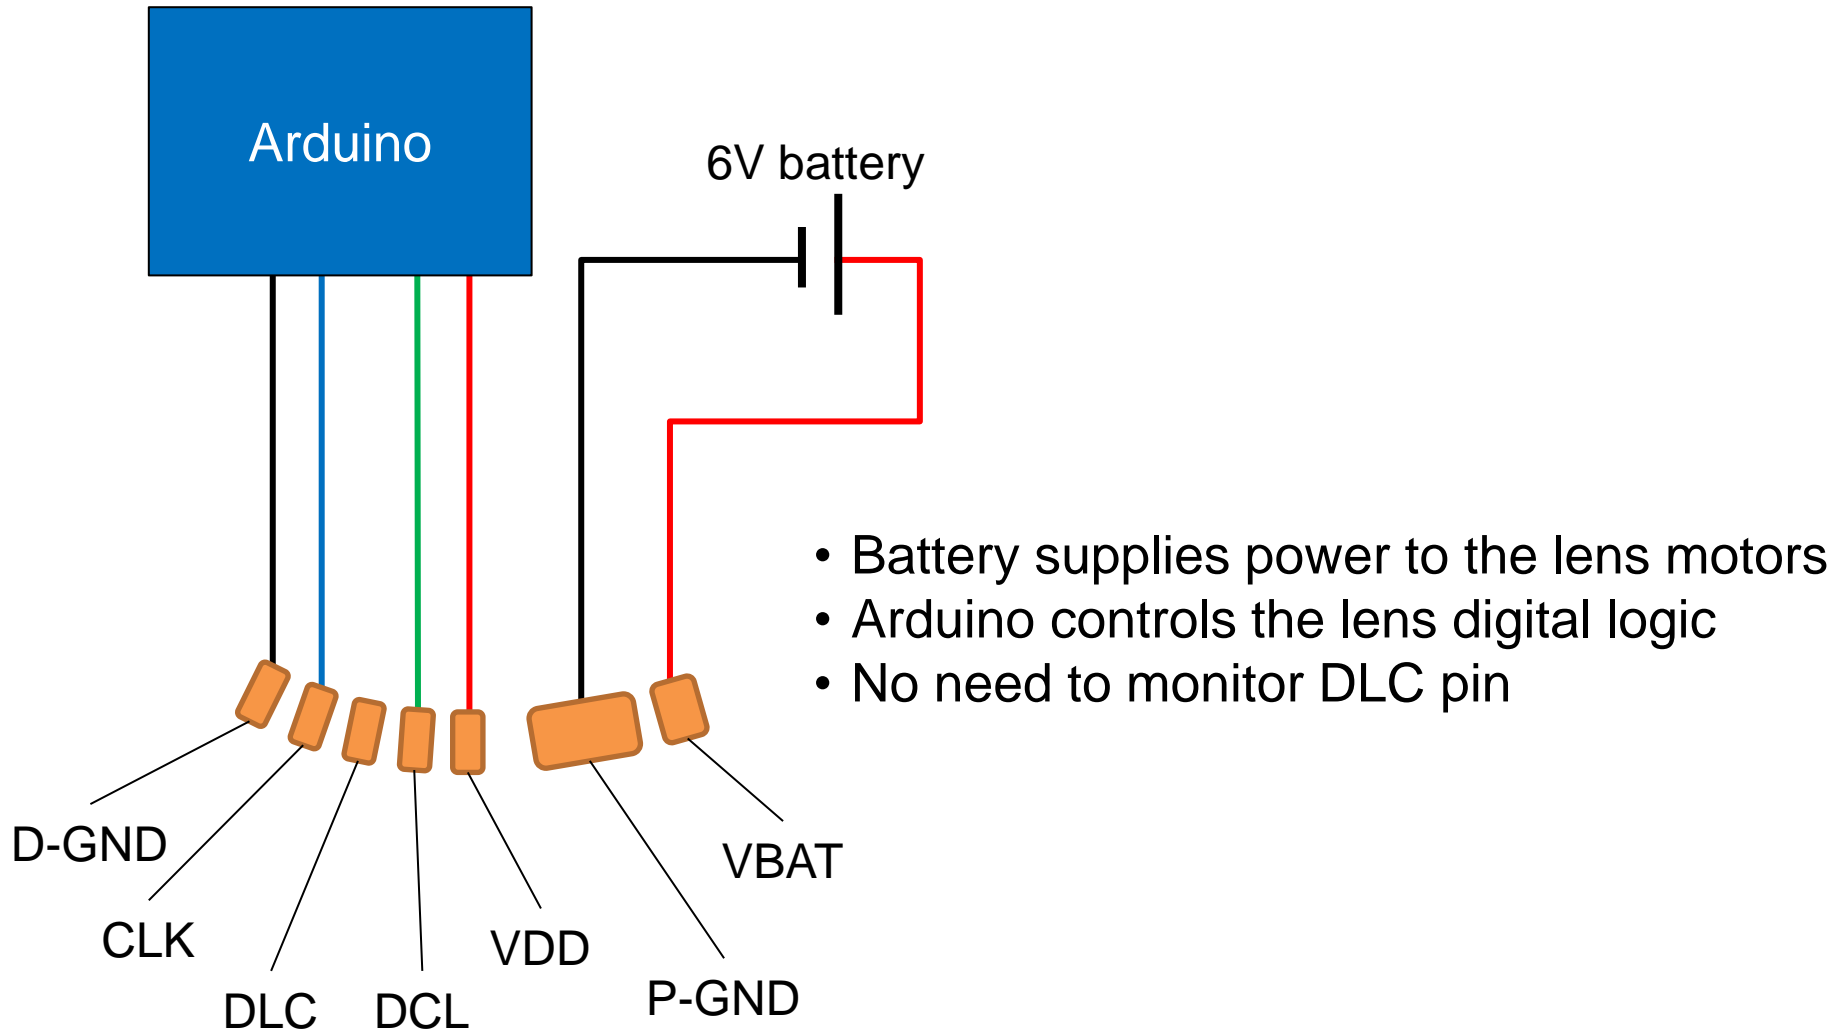 Arduino
6V battery
• Battery supplies power to the lens motors
• Arduino controls the lens digital logic
• No need to monitor DLC pin
D-GND
CLK
DLC
DCL
VDD
P-GND
VBAT